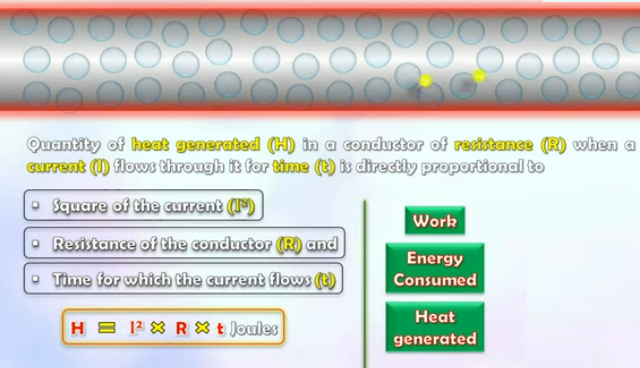 Quantity of heat generated (H) in a conductor of resistance (R) when a
current (I) flows through it for time (t) is directly proportional to
▪ Square of the current (I²)
▪ Resistance of the conductor (R) and
▪ Time for which the current flows (t)
H = I² × R × t Joules
Work
Energy
Consumed
Heat
generated